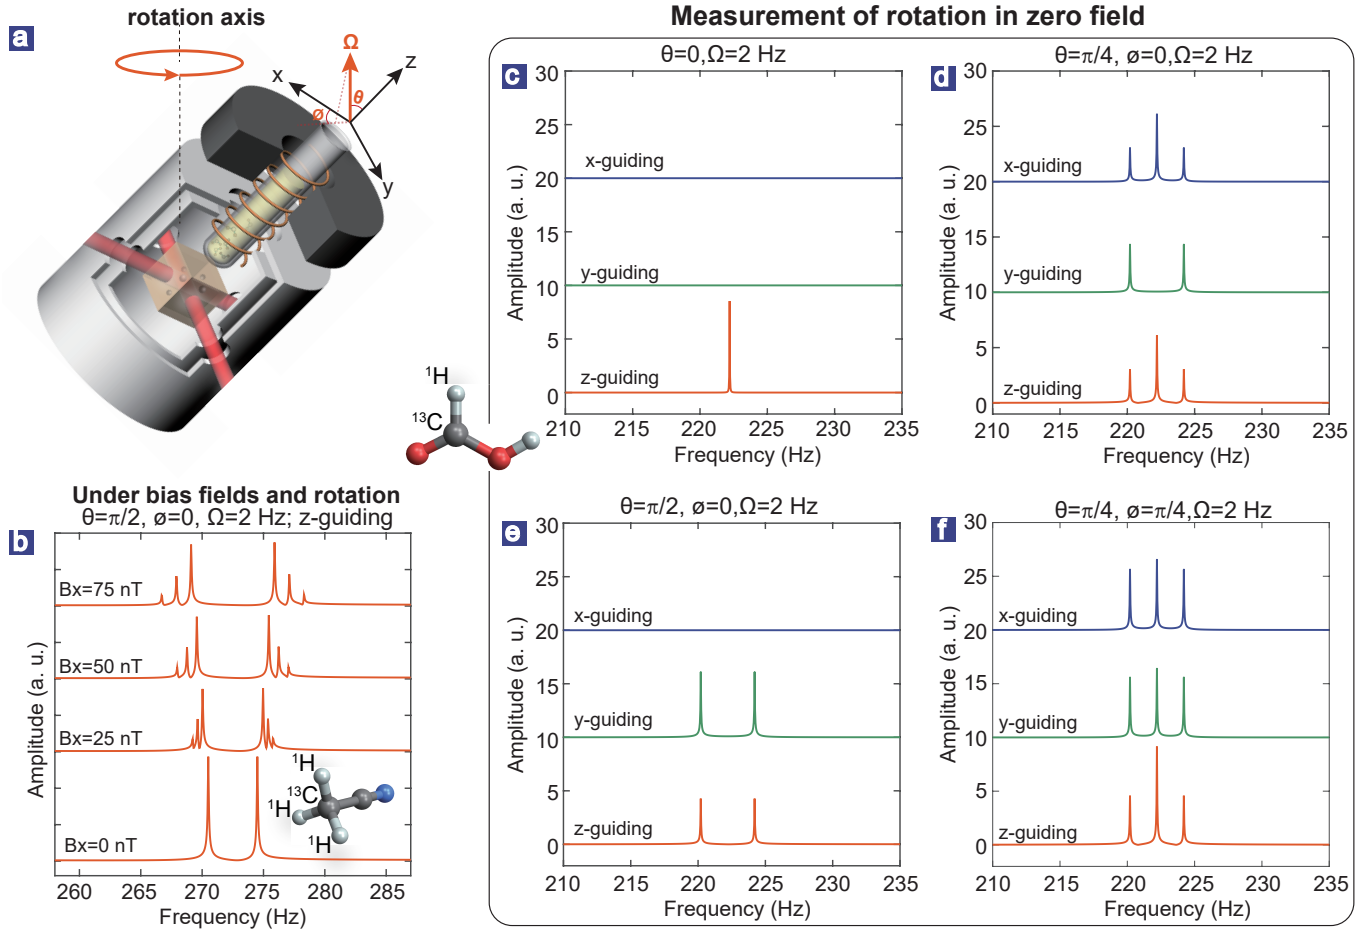 rotation axis
a
Ω
x
z
θ
ø
y
Measurement of rotation in zero field
c
θ=0,Ω=2 Hz
Amplitude (a. u.)
30
25
20
15
10
5
0
x-guiding
y-guiding
z-guiding
210 215 220 225 230 235
Frequency (Hz)
d
θ=π/4, ø=0,Ω=2 Hz
Amplitude (a. u.)
30
25
20
15
10
5
0
x-guiding
y-guiding
z-guiding
210 215 220 225 230 235
Frequency (Hz)
¹H
¹³C
Under bias fields and rotation
θ=π/2, ø=0, Ω=2 Hz; z-guiding
b
Amplitude (a. u.)
Bx=75 nT
Bx=50 nT
Bx=25 nT
Bx=0 nT
¹H
¹³C
¹H
¹H
260 265 270 275 280 285
Frequency (Hz)
e
θ=π/2, ø=0,Ω=2 Hz
Amplitude (a. u.)
30
25
20
15
10
5
0
x-guiding
y-guiding
z-guiding
210 215 220 225 230 235
Frequency (Hz)
f
θ=π/4, ø=π/4,Ω=2 Hz
Amplitude (a. u.)
30
25
20
15
10
5
0
x-guiding
y-guiding
z-guiding
210 215 220 225 230 235
Frequency (Hz)